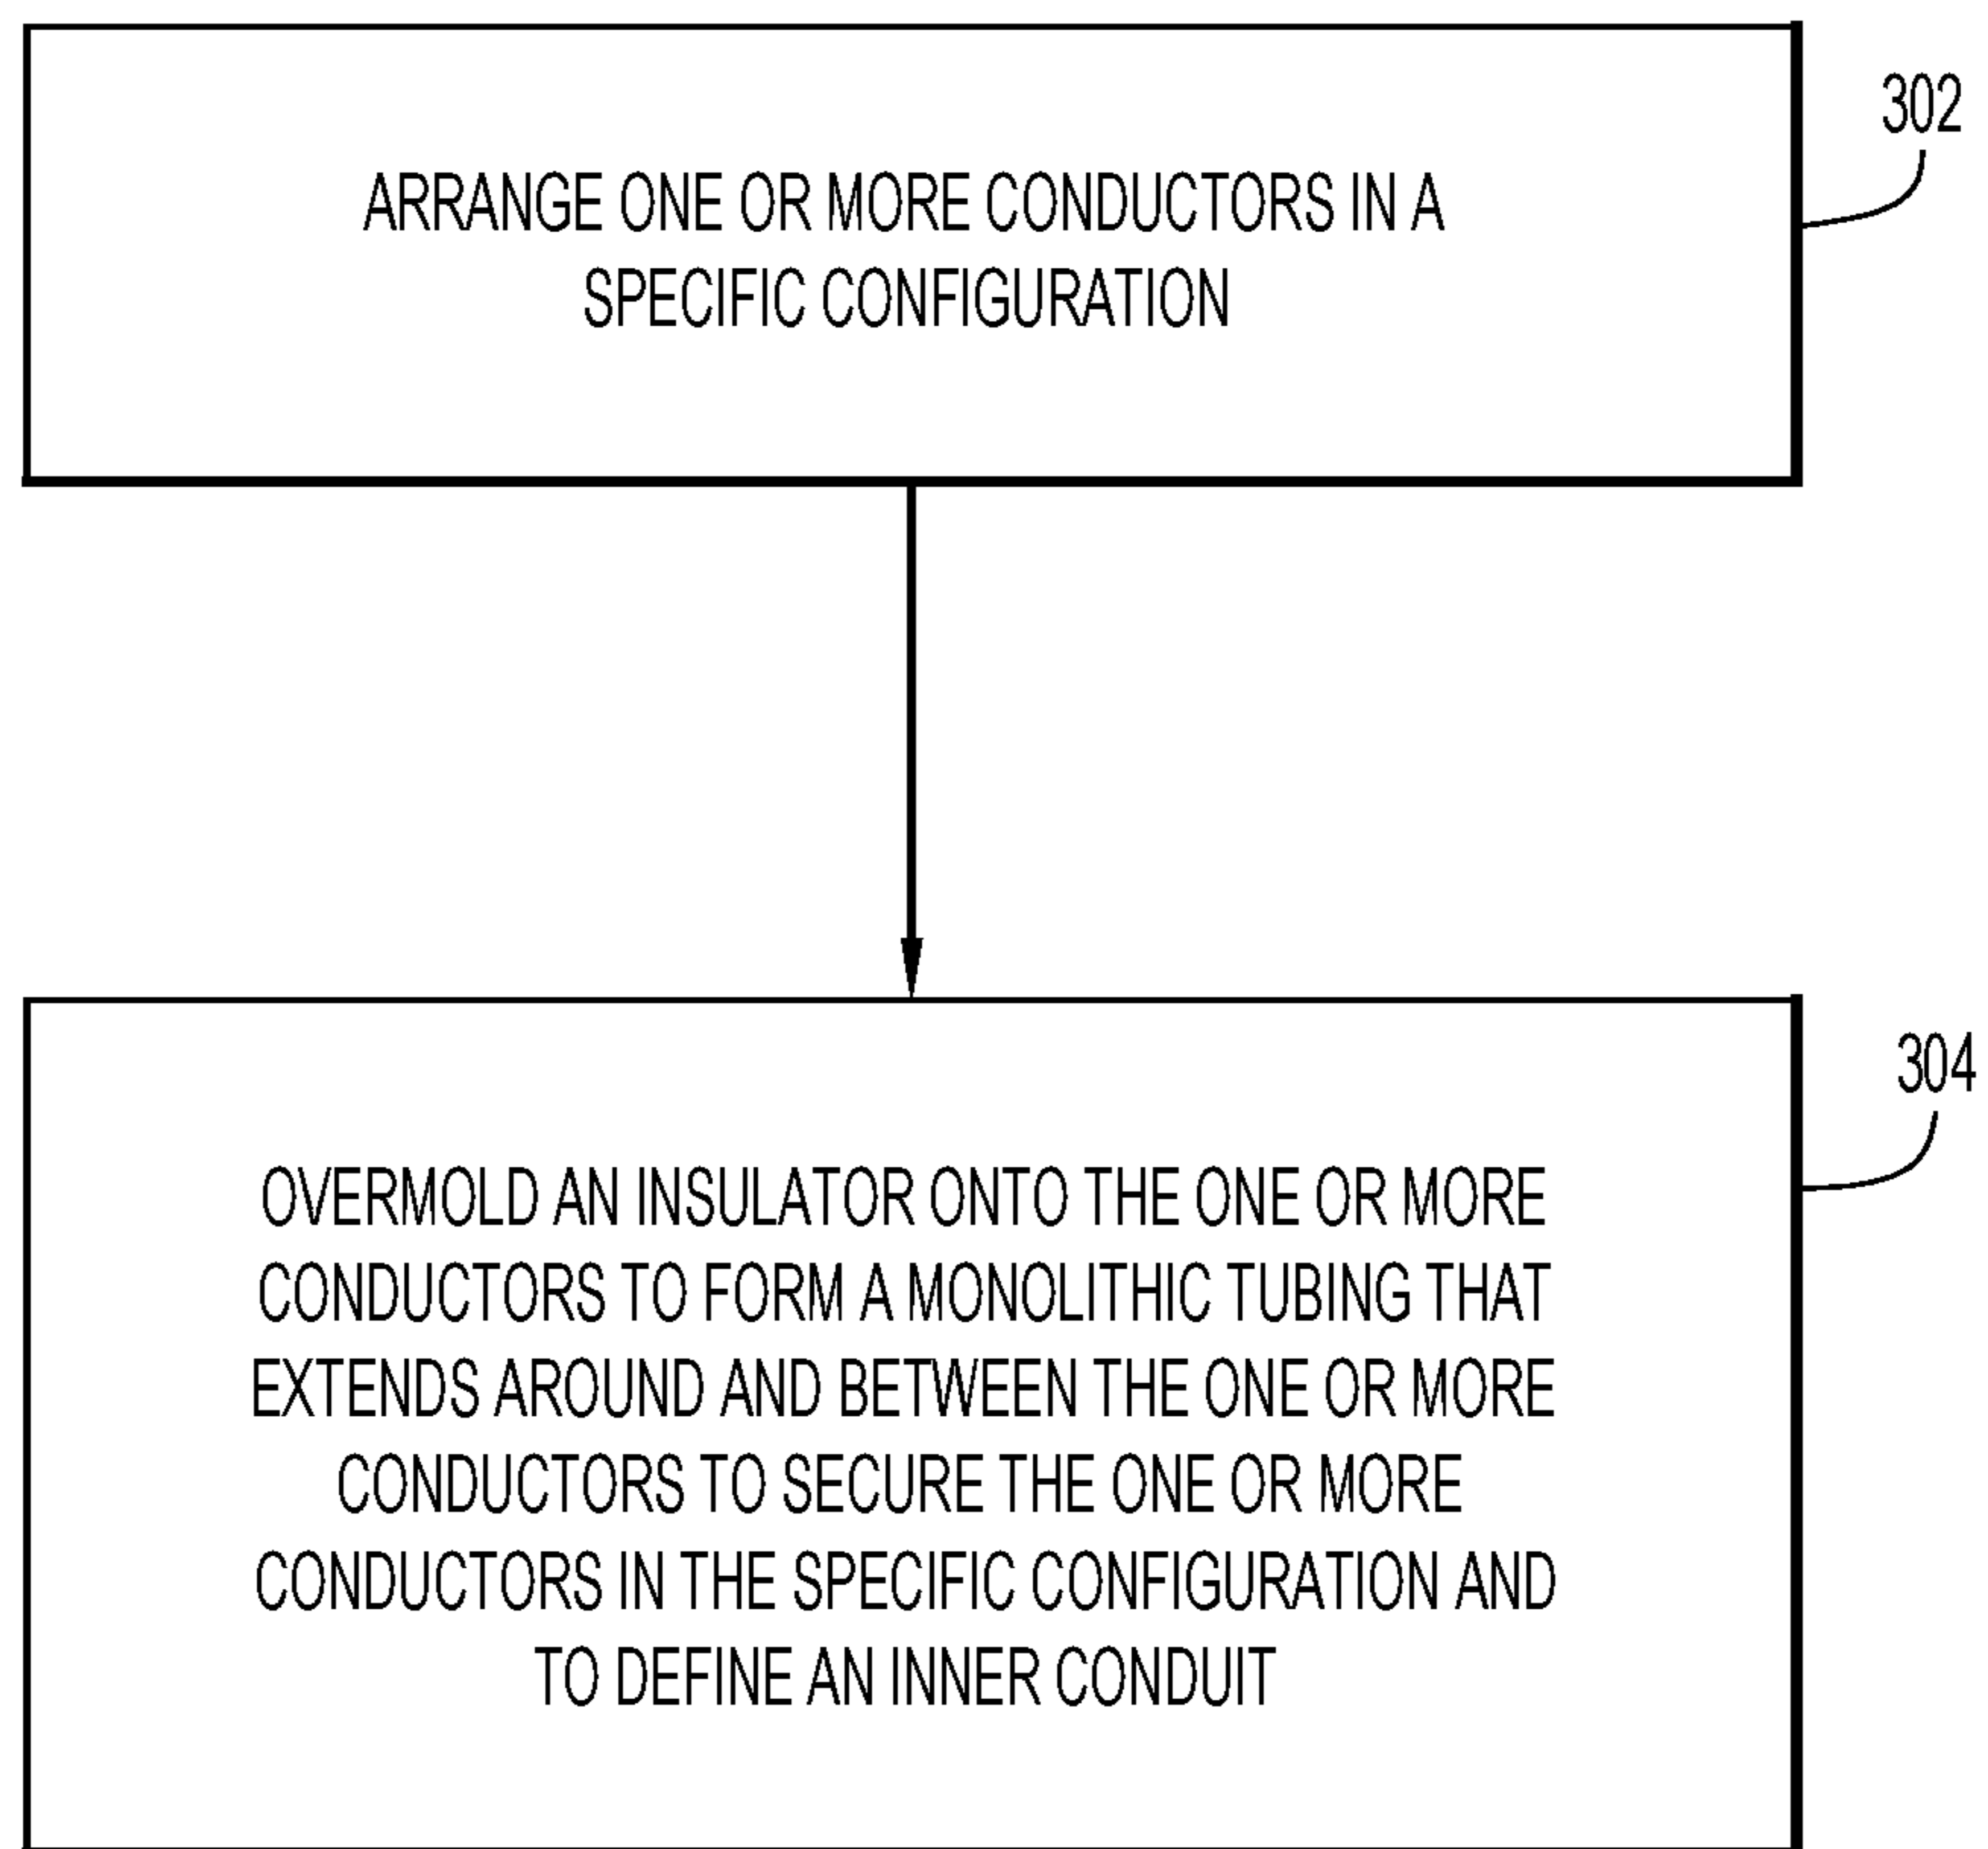 302
ARRANGE ONE OR MORE CONDUCTORS IN A
SPECIFIC CONFIGURATION
304
OVERMOLD AN INSULATOR ONTO THE ONE OR MORE
CONDUCTORS TO FORM A MONOLITHIC TUBING THAT
EXTENDS AROUND AND BETWEEN THE ONE OR MORE
CONDUCTORS TO SECURE THE ONE OR MORE
CONDUCTORS IN THE SPECIFIC CONFIGURATION AND
TO DEFINE AN INNER CONDUIT